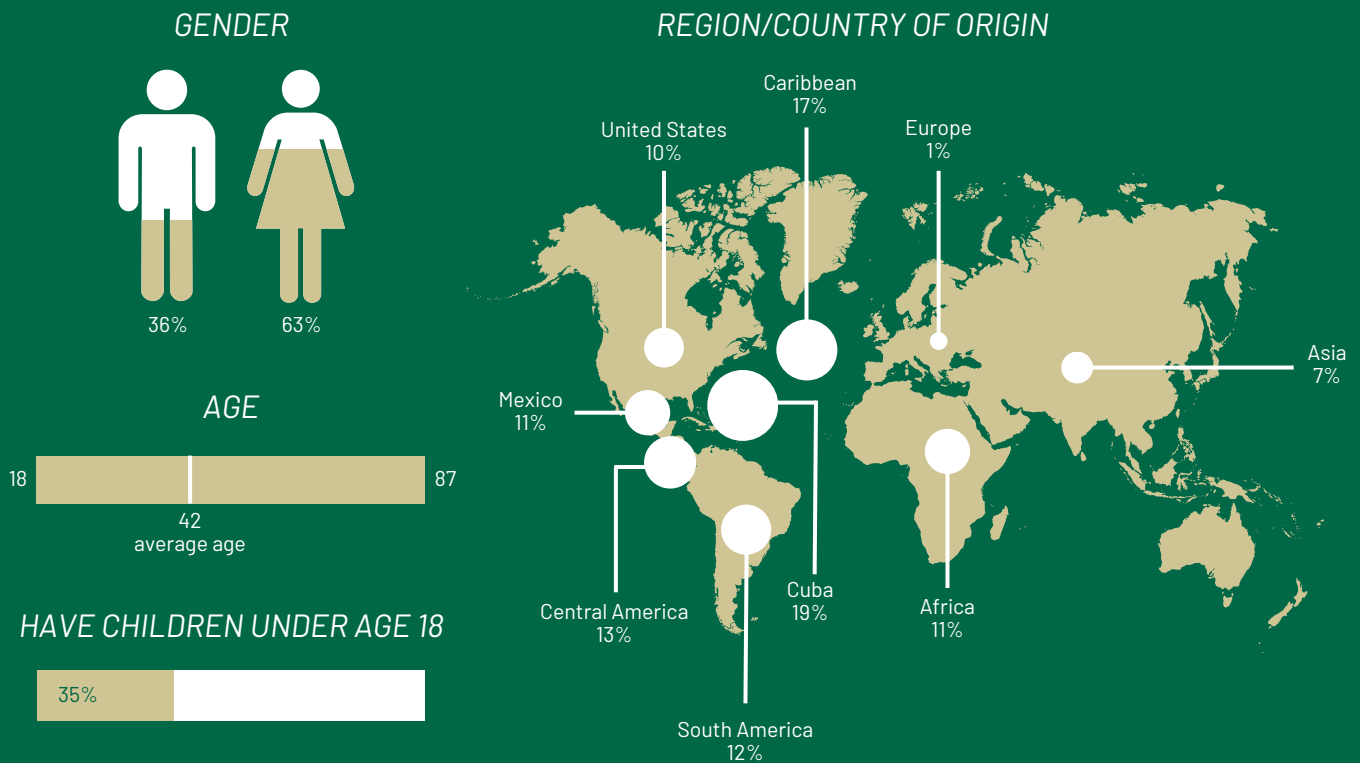 GENDER
36%
63%
AGE
18
87
42
average age
HAVE CHILDREN UNDER AGE 18
35%
REGION/COUNTRY OF ORIGIN
Caribbean
17%
United States
10%
Europe
1%
Asia
7%
Mexico
11%
Cuba
19%
Africa
11%
Central America
13%
South America
12%